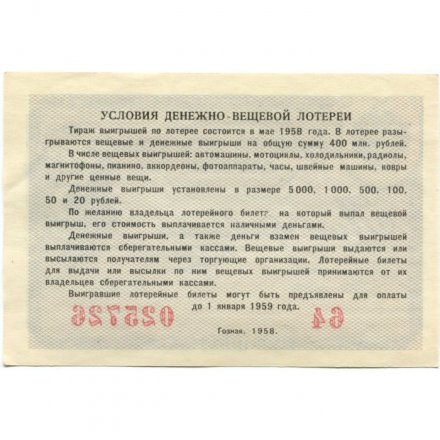 УСЛОВИЯ ДЕНЕЖНО-ВЕЩЕВОЙ ЛОТЕРЕИ
Тираж выигрышей по лотерее состоится в мае 1958 года. В лотерее разы-
грываются вещевые и денежные выигрыши на общую сумму 400 млн. рублей.
В числе вещевых выигрышей: автомашины, мотоциклы, холодильники, радиолы,
магнитофоны, пианино, аккордеоны, фотоаппараты, часы, швейные машины, ковры
и другие ценные вещи.
Денежные выигрыши установлены в размере 5000, 1000, 500, 100,
50 и 20 рублей.
По желанию владельца лотерейного билета, на который выпал вещевой
выигрыш, его стоимость выплачивается наличными деньгами.
Денежные выигрыши, а также деньги взамен вещевых выигрышей
выплачиваются сберегательными кассами. Вещевые выигрыши выдаются или
высылаются получателям через торгующие организации. Лотерейные билеты
для выдачи или высылки по ним вещевых выигрышей принимаются от их
владельцев сберегательными кассами.
Выигравшие лотерейные билеты могут быть предъявлены для оплаты
до 1 января 1959 года.
025726 64
Гознак. 1958.